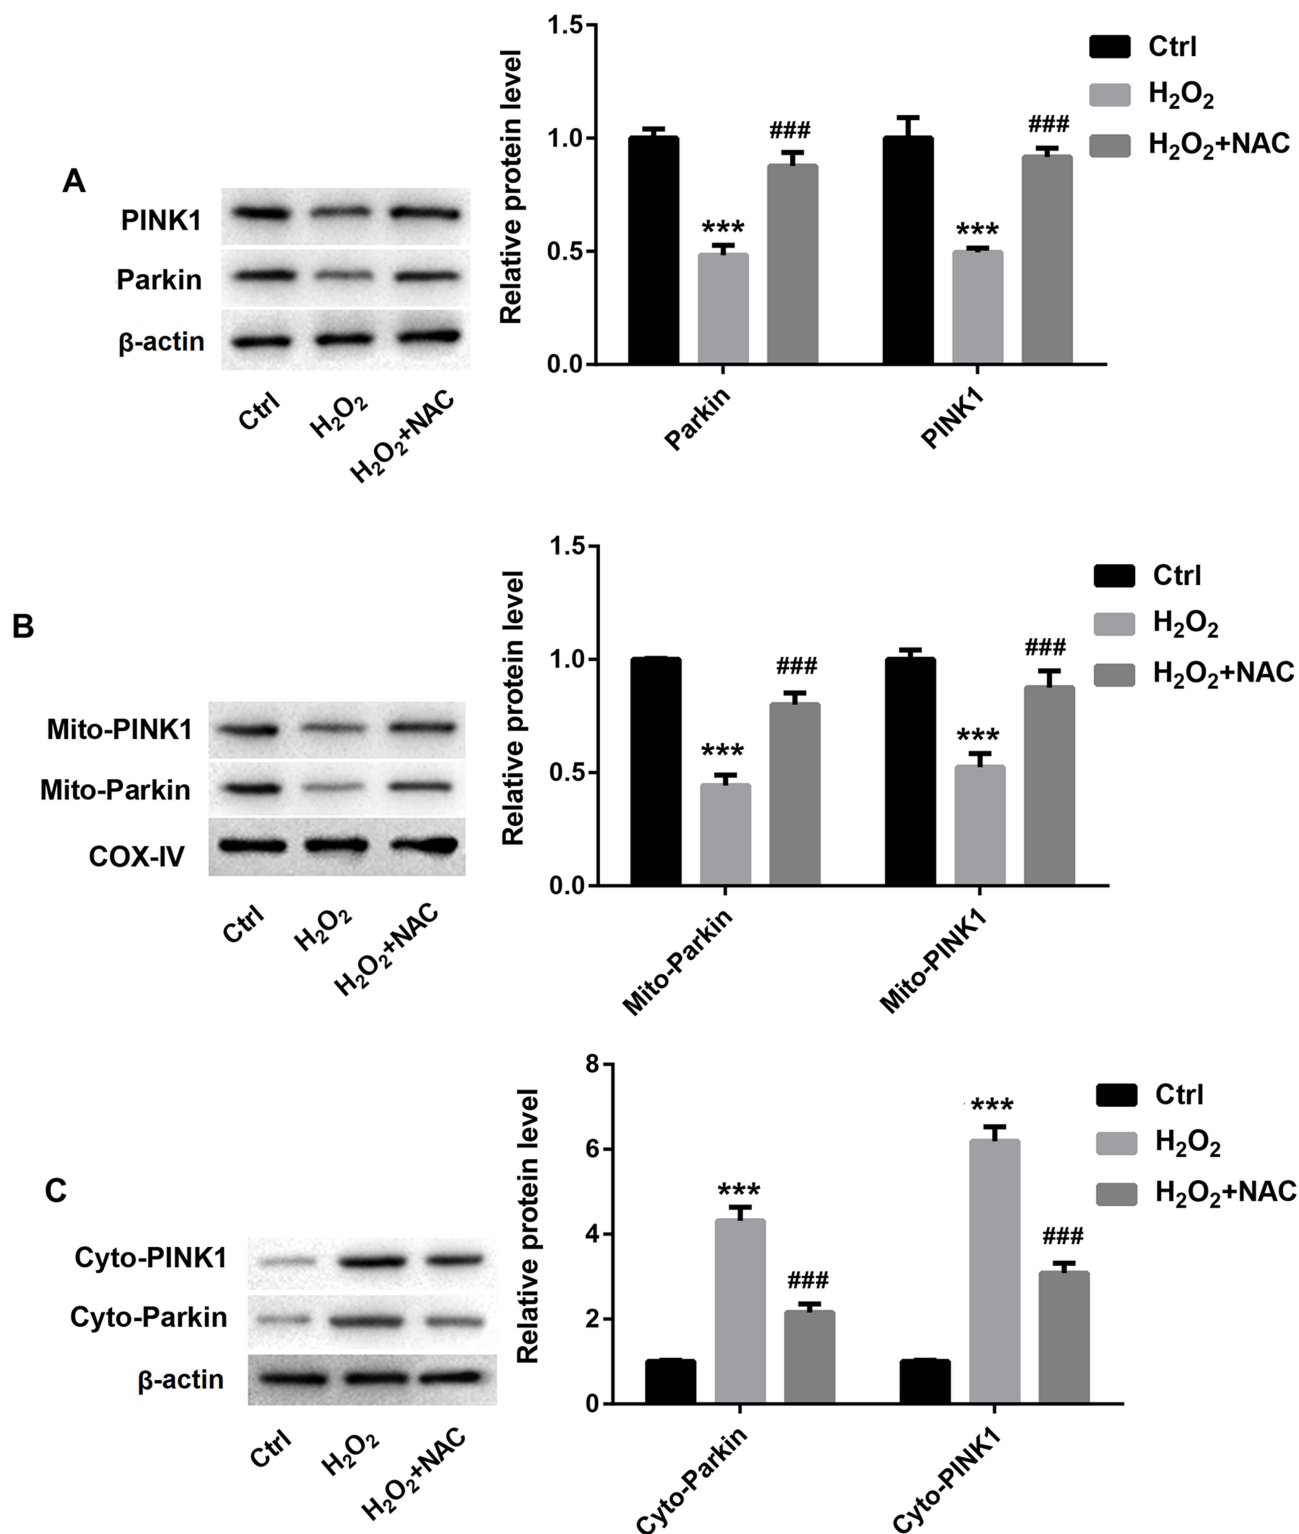 A
PINK1
Parkin
β-actin
Ctrl
H₂O₂
H₂O₂+NAC
Relative protein level
1.5
1.0
0.5
0.0
***
###
***
###
Parkin
PINK1
Ctrl
H₂O₂
H₂O₂+NAC
B
Mito-PINK1
Mito-Parkin
COX-IV
Ctrl
H₂O₂
H₂O₂+NAC
Relative protein level
1.5
1.0
0.5
0.0
***
###
***
###
Mito-Parkin
Mito-PINK1
Ctrl
H₂O₂
H₂O₂+NAC
C
Cyto-PINK1
Cyto-Parkin
β-actin
Ctrl
H₂O₂
H₂O₂+NAC
Relative protein level
8
6
4
2
0
***
###
***
###
Cyto-Parkin
Cyto-PINK1
Ctrl
H₂O₂
H₂O₂+NAC